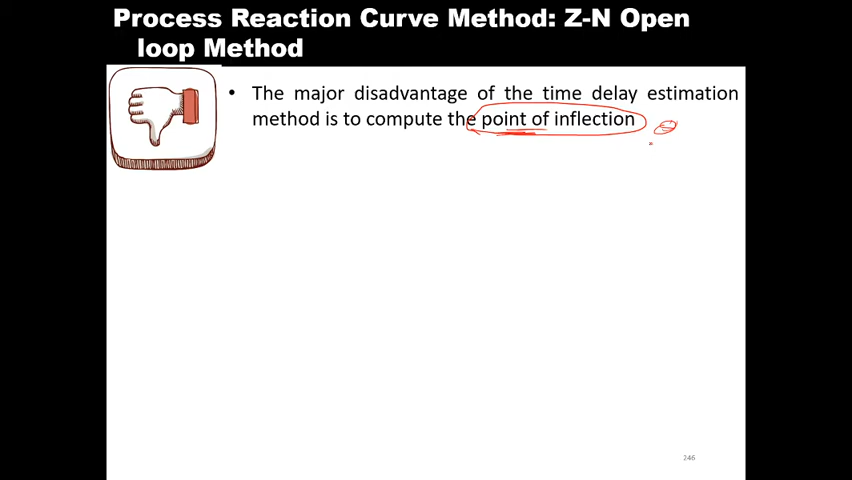 Process Reaction Curve Method: Z-N Open
loop Method
• The major disadvantage of the time delay estimation
method is to compute the point of inflection
246